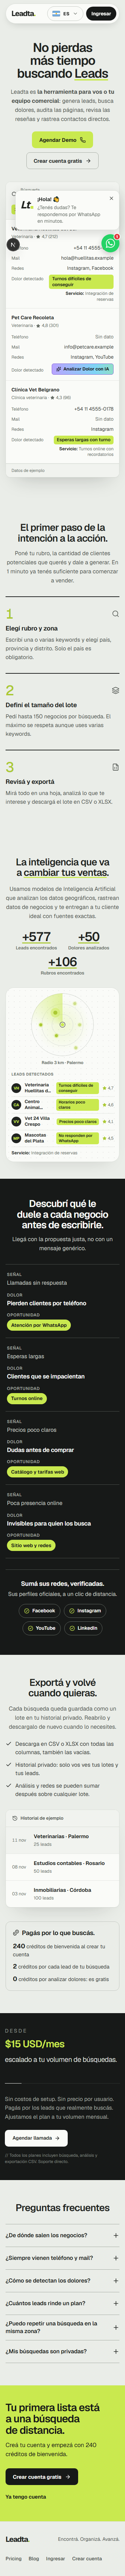 Leadta.
ES
Ingresar
No pierdas
más tiempo
buscando Leads
Leadta es la herramienta para vos o tu
equipo comercial: genera leads, busca
dolores, audita las páginas, revisa los
reseñas y rastrea los contactos.
Agendar Demo
Crear cuenta gratis
¡Hola! 👋
¿Tenés dudas? Te
respondemos por WhatsApp
en minutos.
Lt
N
Veterinaria · 4,7 (212)
Teléfono
+54 11 4555
Mail
hola@huellitas.example
Redes
Instagram, Facebook
Dolor detectado
Turnos difíciles de
conseguir
Servicio: Integración de
reservas
Pet Care Recoleta
Veterinaria · 4,8 (301)
Teléfono
Sin dato
Mail
info@petcare.example
Redes
Instagram, YouTube
Dolor detectado
Analizar Dolor con IA
Clínica Vet Belgrano
Clínica veterinaria · 4,2 (98)
Teléfono
+54 11 4555-0178
Mail
Sin dato
Redes
Instagram
Dolor detectado
Esperas largas con turno
Servicio: Turnos online con
recordatorios
Datos de ejemplo
El primer paso de la
intención a la acción.
Poné tu rubro, la cantidad de clientes
potenciales que querés y dale a generar. En
1 minuto ya tenés suficiente para comenzar
a vender.
1
Elegí rubro y zona
Escribí una o varias keywords y elegí país,
provincia y distrito. Solo el país es
obligatorio.
2
Definí el tamaño del lote
Pedí hasta 150 negocios por búsqueda. El
máximo se respeta aunque uses varias
keywords.
3
Revisá y exportá
Mirá todo en una hoja, analizá lo que te
interese y descarga el lote en CSV o XLSX.
La inteligencia que va
a cambiar tus ventas.
Usamos modelos de Inteligencia Artificial
que analizan los datos geográficos, rastrean
datos de negocios y te entregan a tu cliente
ideal con los dolores que tiene.
+577
Leads encontrados
+50
Dolores analizados
+106
Rubros encontrados
Radio 3 km · Palermo
LEADS DETECTADOS
Veterinaria
Huellitas d...
Turnos difíciles de
conseguir
4.7
Centro
Animal...
Horarios poco
claros
4.6
Vet 24 Villa
Crespo
Precios poco claros
Mascotas
del Plata
No responden por
WhatsApp
Servicio: Integración de reservas
Descubrí qué le
duele a cada negocio
antes de escribirle.
Llegá con la propuesta justa, no con un
mensaje genérico.
SEÑAL
Llamadas sin respuesta
DOLOR
Pierden clientes por teléfono
OPORTUNIDAD
Atención por WhatsApp
SEÑAL
Esperas largas
DOLOR
Clientes que se impacientan
OPORTUNIDAD
Turnos online
SEÑAL
Precios poco claros
DOLOR
Dudas antes de comprar
OPORTUNIDAD
Catálogo y tarifas web
SEÑAL
Poca presencia online
DOLOR
Invisibles para quien los busca
OPORTUNIDAD
Sitio web y redes
Sumá sus redes, verificadas.
Sus perfiles oficiales, a un clic de distancia.
Facebook
Instagram
YouTube
LinkedIn
Exportá y volvé
cuando quieras.
Cada búsqueda queda guardada como un
lote en tu historial privado. Reabrilo y
descargalo de nuevo cuando lo necesites.
Descarga en CSV o XLSX con todas las
columnas, también las vacías.
Historial privado: solo vos ves tus lotes y
tus leads.
Análisis y redes se pueden sumar
después sobre cualquier lote.
Historial de ejemplo
11 nov
Veterinarias · Palermo
25 leads
08 nov
Estudios contables · Rosario
50 leads
03 nov
Inmobiliarias · Córdoba
100 leads
Pagás por lo que buscás.
240 créditos de bienvenida al crear tu
cuenta
2 créditos por cada lead de tu búsqueda
0 créditos por analizar dolores: es gratis
DESDE
$15 USD/mes
escalado a tu volumen de búsquedas.
Sin costos de setup. Sin precio por usuario.
Pagás por los leads que realmente buscás.
Ajustamos el plan a tu volumen mensual.
Agendar llamada
Preguntas frecuentes
¿De dónde salen los negocios?
¿Siempre vienen teléfono y mail?
¿Cómo se detectan los dolores?
¿Cuántos leads rinde un plan?
¿Puedo repetir una búsqueda en la
misma zona?
¿Mis búsquedas son privadas?
Tu primera lista está
a una búsqueda
de distancia.
Creá tu cuenta y empezá con 240
créditos de bienvenida.
Crear cuenta gratis
Ya tengo cuenta
Leadta.
Encontrá. Organizá. Avanzá.
Pricing
Blog
Ingresar
Crear cuenta